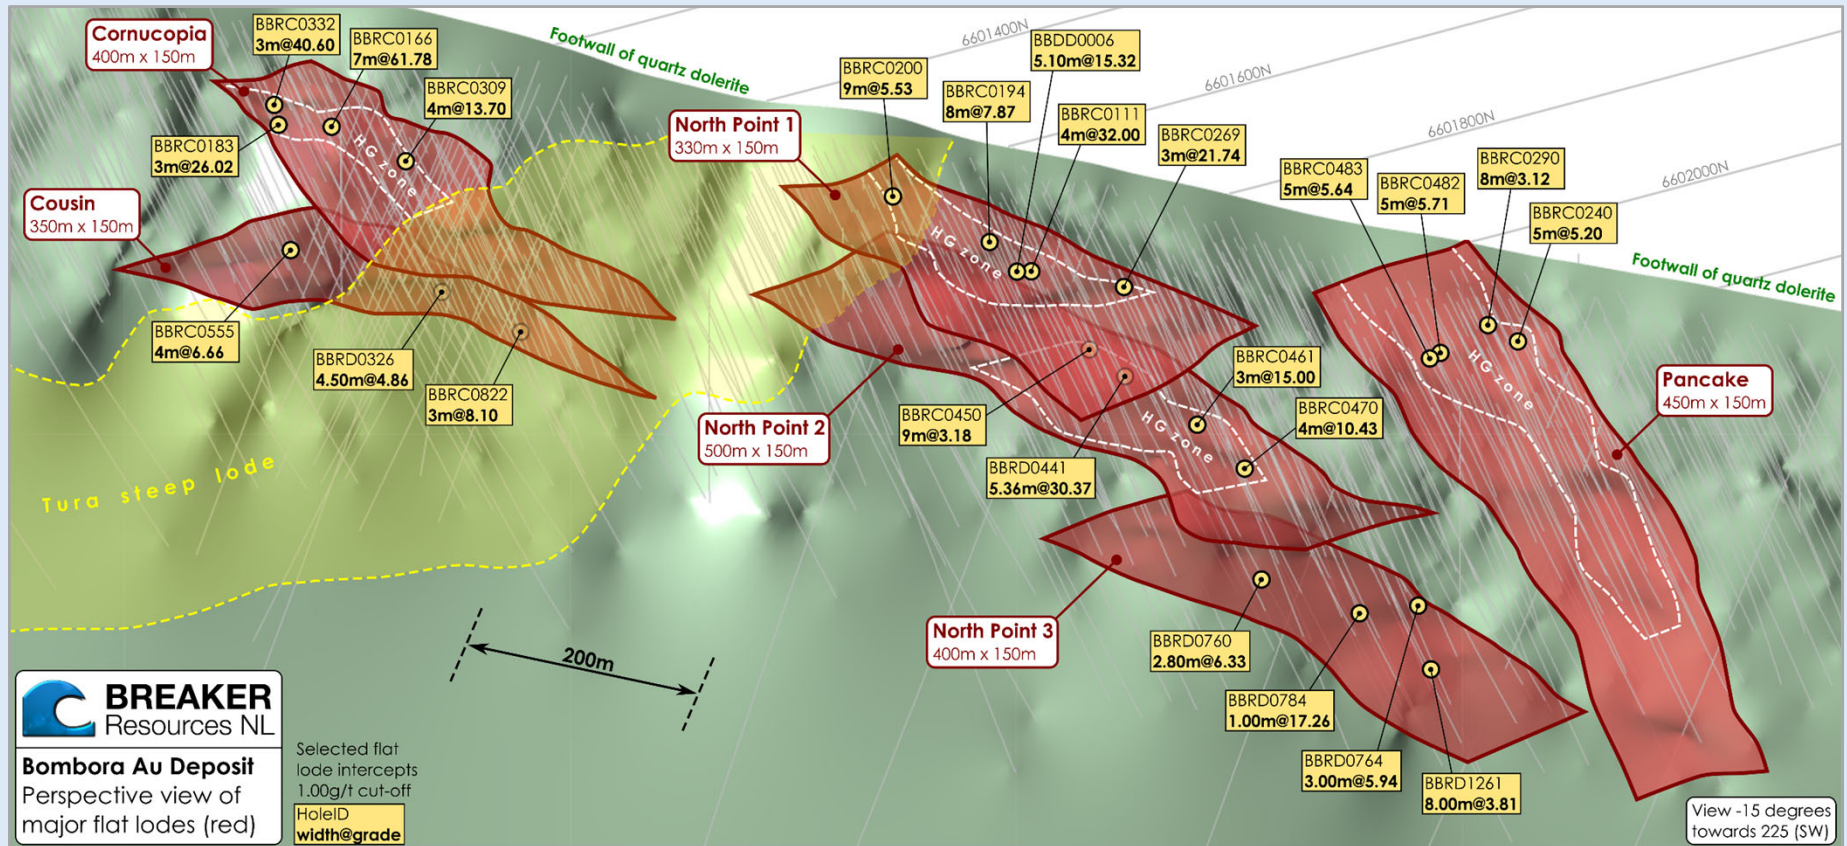 Cornucopia
400m x 150m
BBRC0332
3m@40.60
BBRC0166
7m@61.78
BBRC0309
4m@13.70
BBRC0183
3m@26.02
HG zone
Cousin
350m x 150m
BBRC0555
4m@6.66
BBRD0326
4.50m@4.86
BBRC0822
3m@8.10
Tura steep lode
Footwall of quartz dolerite
North Point 1
330m x 150m
BBRC0200
9m@5.53
BBRC0194
8m@7.87
BBDD0006
5.10m@15.32
BBRC0111
4m@32.00
BBRC0269
3m@21.74
HG zone
6601400N
6601600N
6601800N
6602000N
North Point 2
500m x 150m
BBRC0450
9m@3.18
BBRD0441
5.36m@30.37
BBRC0461
3m@15.00
BBRC0470
4m@10.43
HG zone
North Point 3
400m x 150m
BBRD0760
2.80m@6.33
BBRD0784
1.00m@17.26
BBRD0764
3.00m@5.94
BBRD1261
8.00m@3.81
BBRC0483
5m@5.64
BBRC0482
5m@5.71
BBRC0290
8m@3.12
BBRC0240
5m@5.20
HG zone
Footwall of quartz dolerite
Pancake
450m x 150m
200m
BREAKER
Resources NL
Bombora Au Deposit
Perspective view of
major flat lodes (red)
Selected flat
lode intercepts
1.00g/t cut-off
HoleID
width@grade
View -15 degrees
towards 225 (SW)